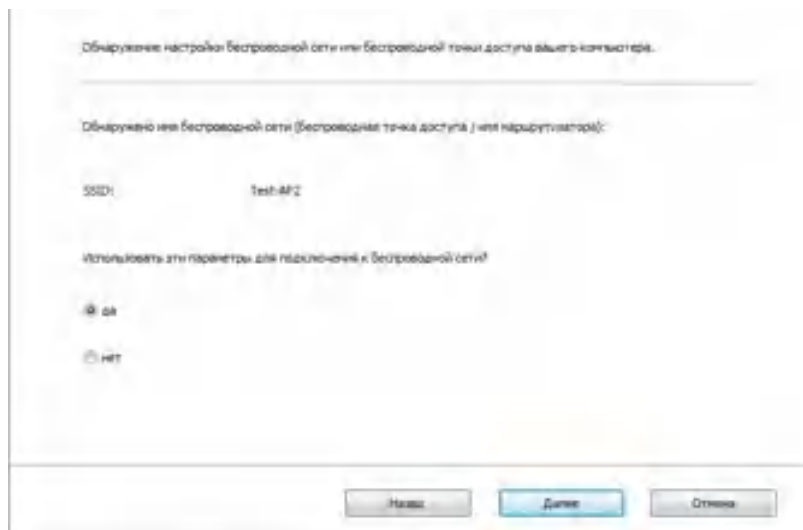 Обнаружение настройки беспроводной сети или беспроводной точки доступа вашего компьютера.
Обнаружено имя беспроводной сети (беспроводная точка доступа / имя маршрутизатора):
SSID: Test-AP2
Использовать эти параметры для подключения к беспроводной сети?
да
нет
Назад Далее Отмена